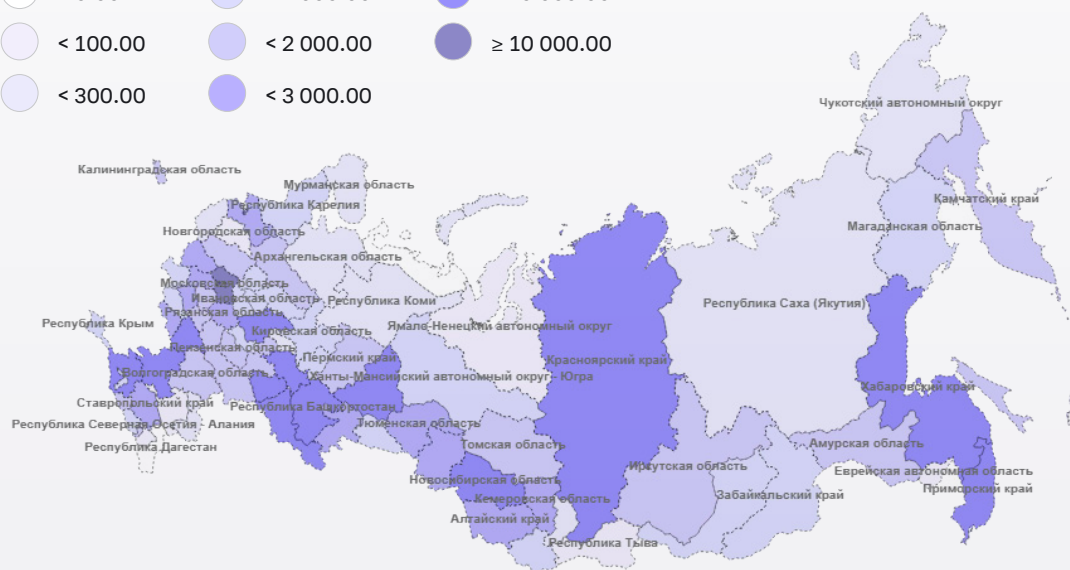 < 100.00
< 2 000.00
≥ 10 000.00
< 300.00
< 3 000.00
Чукотский автономный округ
Калининградская область
Мурманская область
Республика Карелия
Камчатский край
Магаданская область
Новгородская область
Архангельская область
Московская область
Ивановская область
Республика Коми
Республика Саха (Якутия)
Рязанская область
Республика Крым
Ямало-Ненецкий автономный округ
Кировская область
Пензенская область
Пермский край
Красноярский край
Волгоградская область
Ханты-Мансийский автономный округ - Югра
Хабаровский край
Ставропольский край
Республика Башкортостан
Республика Северная Осетия - Алания
Тюменская область
Республика Дагестан
Томская область
Амурская область
Иркутская область
Еврейская автономная область
Новосибирская область
Приморский край
Кемеровская область
Забайкальский край
Алтайский край
Республика Тыва